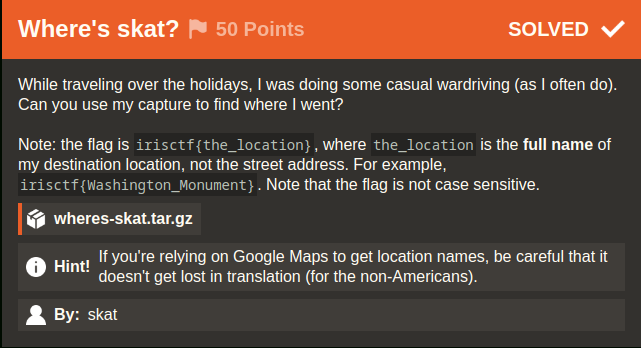 Where's skat? 50 Points SOLVED
While traveling over the holidays, I was doing some casual wardriving (as I often do).
Can you use my capture to find where I went?
Note: the flag is irisctf{the_location}, where the_location is the full name of
my destination location, not the street address. For example,
irisctf{Washington_Monument}. Note that the flag is not case sensitive.
wheres-skat.tar.gz
Hint! If you're relying on Google Maps to get location names, be careful that it
doesn't get lost in translation (for the non-Americans).
By: skat